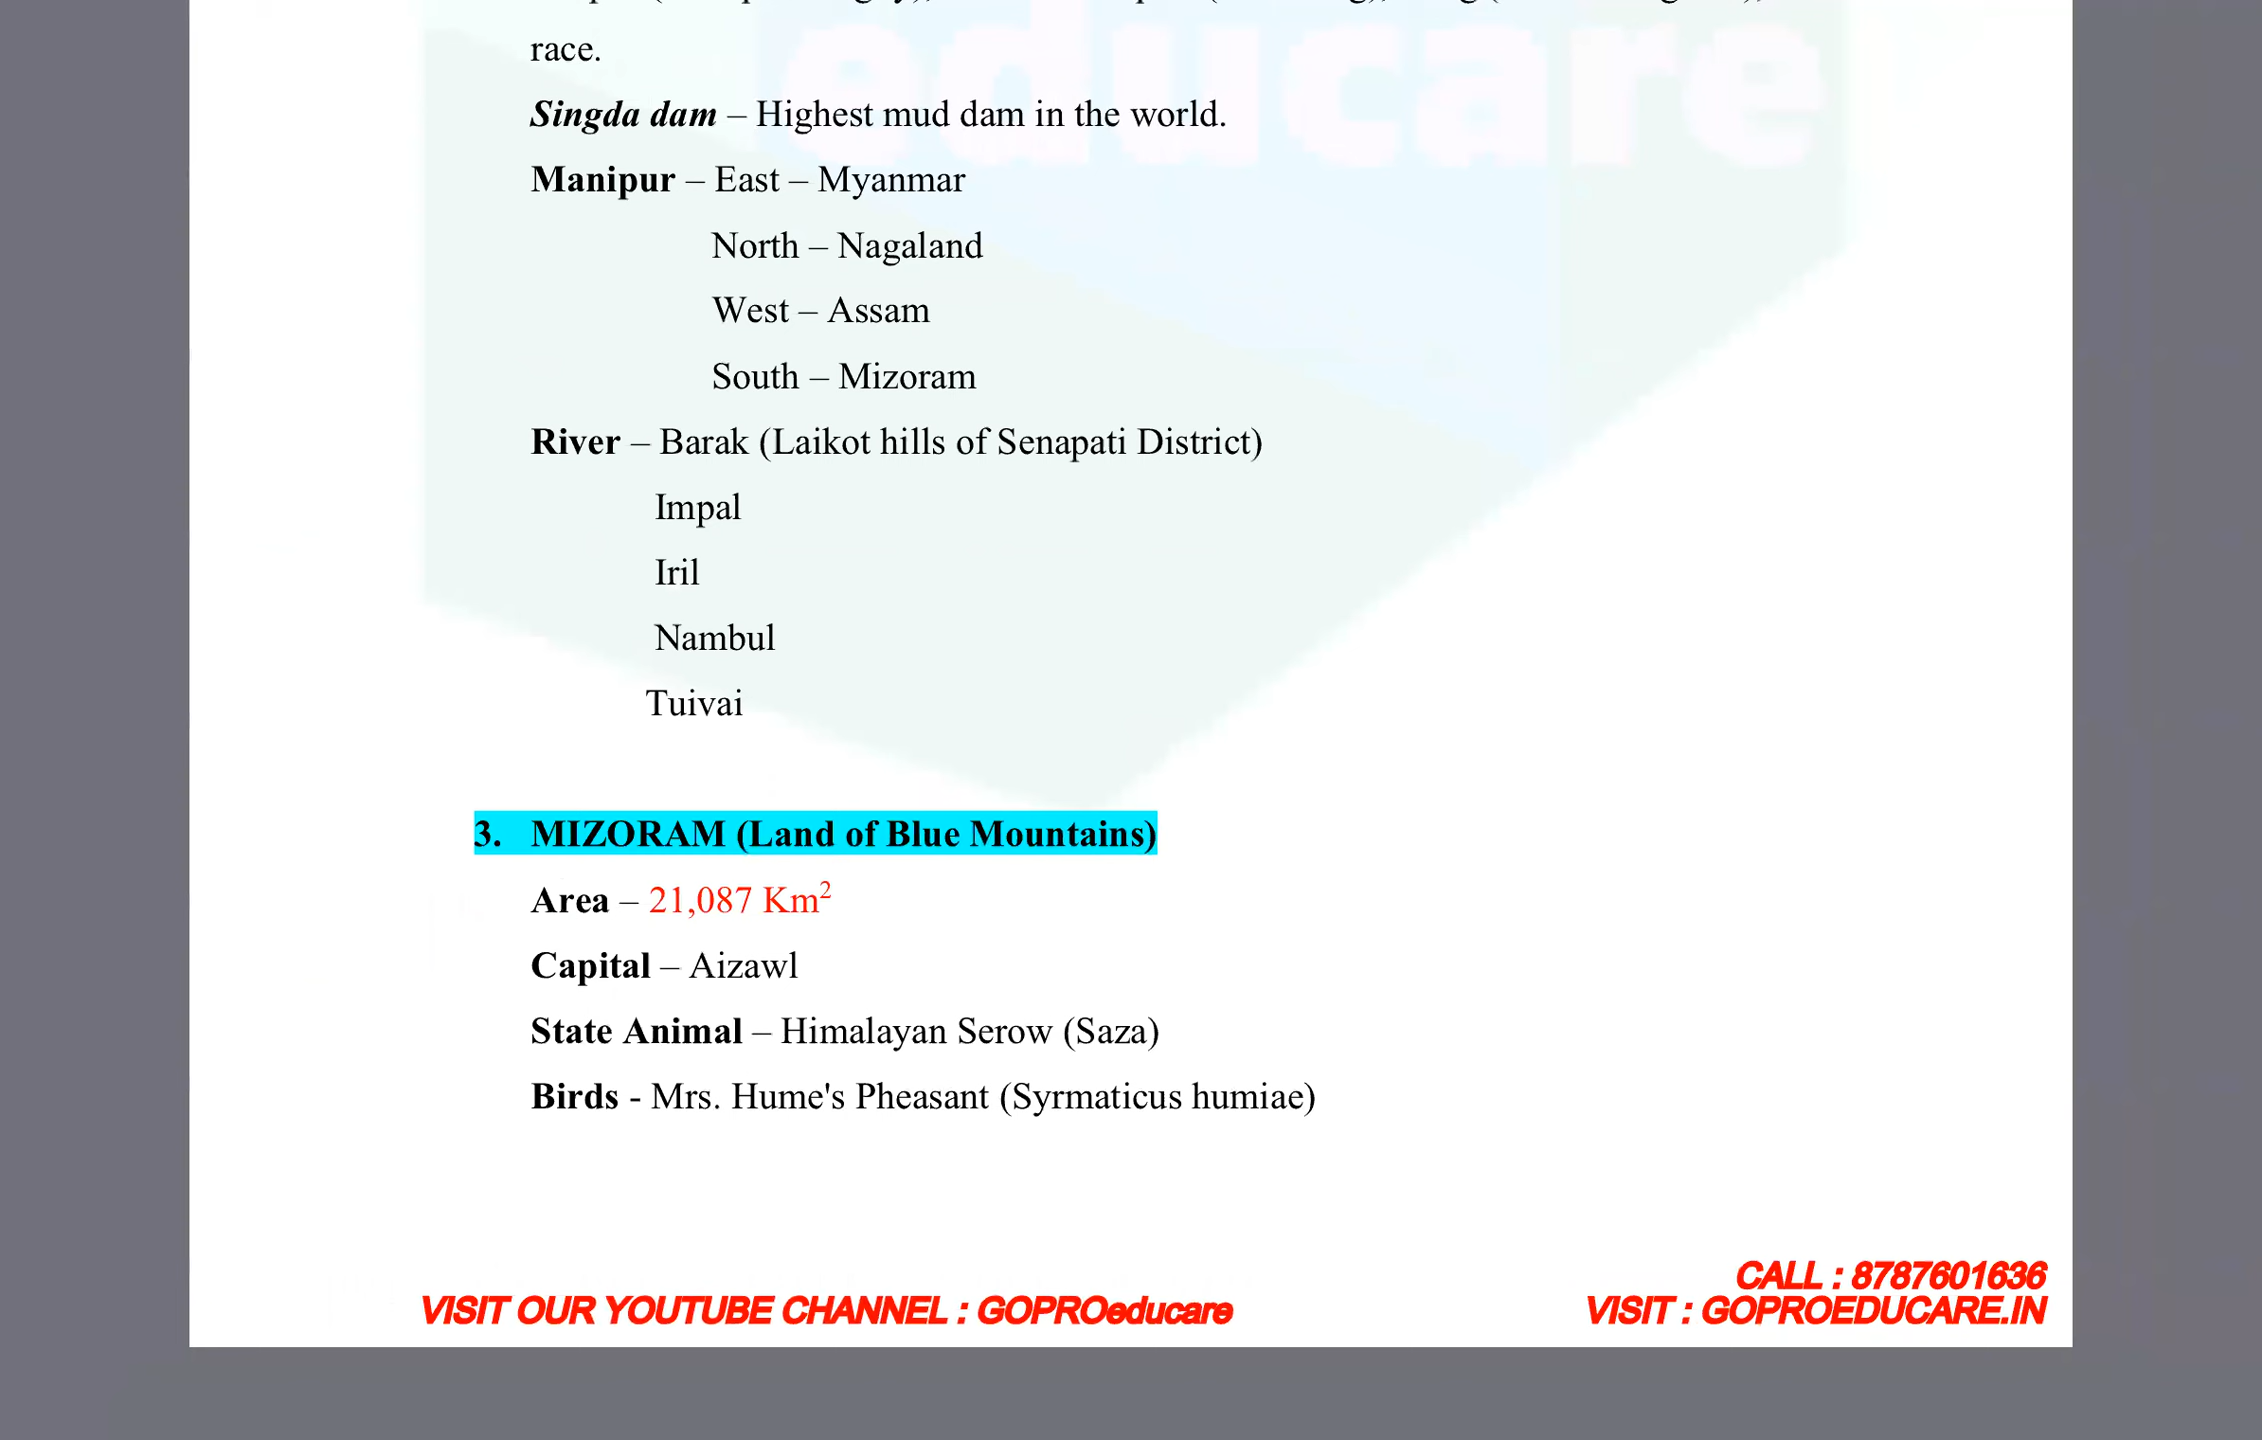 race.
educare
Singda dam – Highest mud dam in the world.
Manipur – East – Myanmar
North – Nagaland
West – Assam
South – Mizoram
River – Barak (Laikot hills of Senapati District)
Impal
Iril
Nambul
Tuivai
3. MIZORAM (Land of Blue Mountains)
Area – 21,087 Km²
Capital – Aizawl
State Animal – Himalayan Serow (Saza)
Birds - Mrs. Hume's Pheasant (Syrmaticus humiae)
CALL : 8787601636
VISIT OUR YOUTUBE CHANNEL : GOPROeducare
VISIT : GOPROEDUCARE.IN